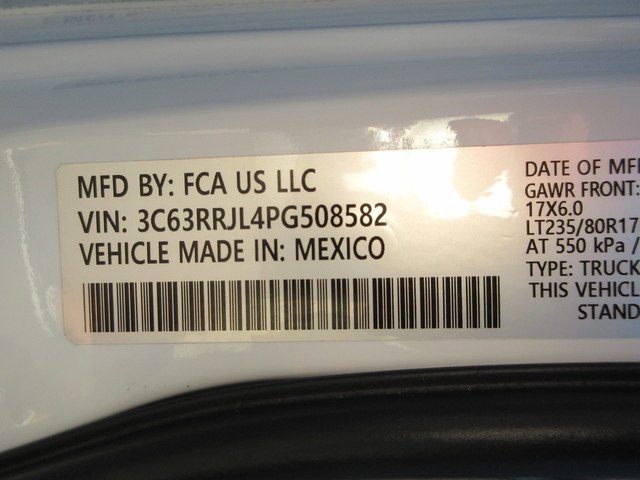 MFD BY: FCA US LLC
VIN: 3C63RRJL4PG508582
VEHICLE MADE IN: MEXICO
DATE OF MF
GAWR FRONT:
17X6.0
LT235/80R17
AT 550 kPa /
TYPE: TRUCK
THIS VEHICL
STAND